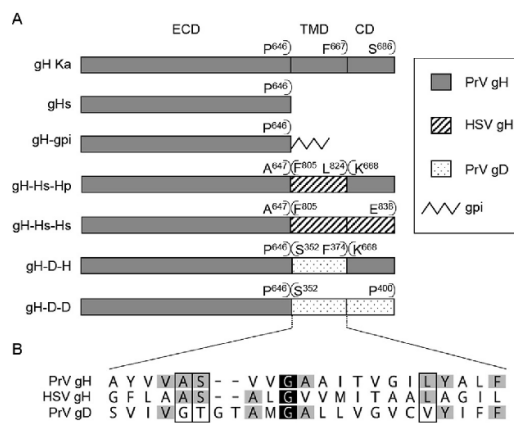 A
ECD TMD CD
P646 F667 S686
gH Ka
P646
gHs
P646
gH-gpi
A647 F805 L824 K668
gH-Hs-Hp
A647 F805 E838
gH-Hs-Hs
P646 S352 F374 K668
gH-D-H
P646 S352 P400
gH-D-D
PrV gH
HSV gH
PrV gD
gpi
B
PrV gH A Y V V A S - - V V G A A I T V G I L Y A L F
HSV gH G F L A A S - - A L G V V M I T A A L A G I L
PrV gD S V I V G T G T A M G A L L V G V C V Y I F F